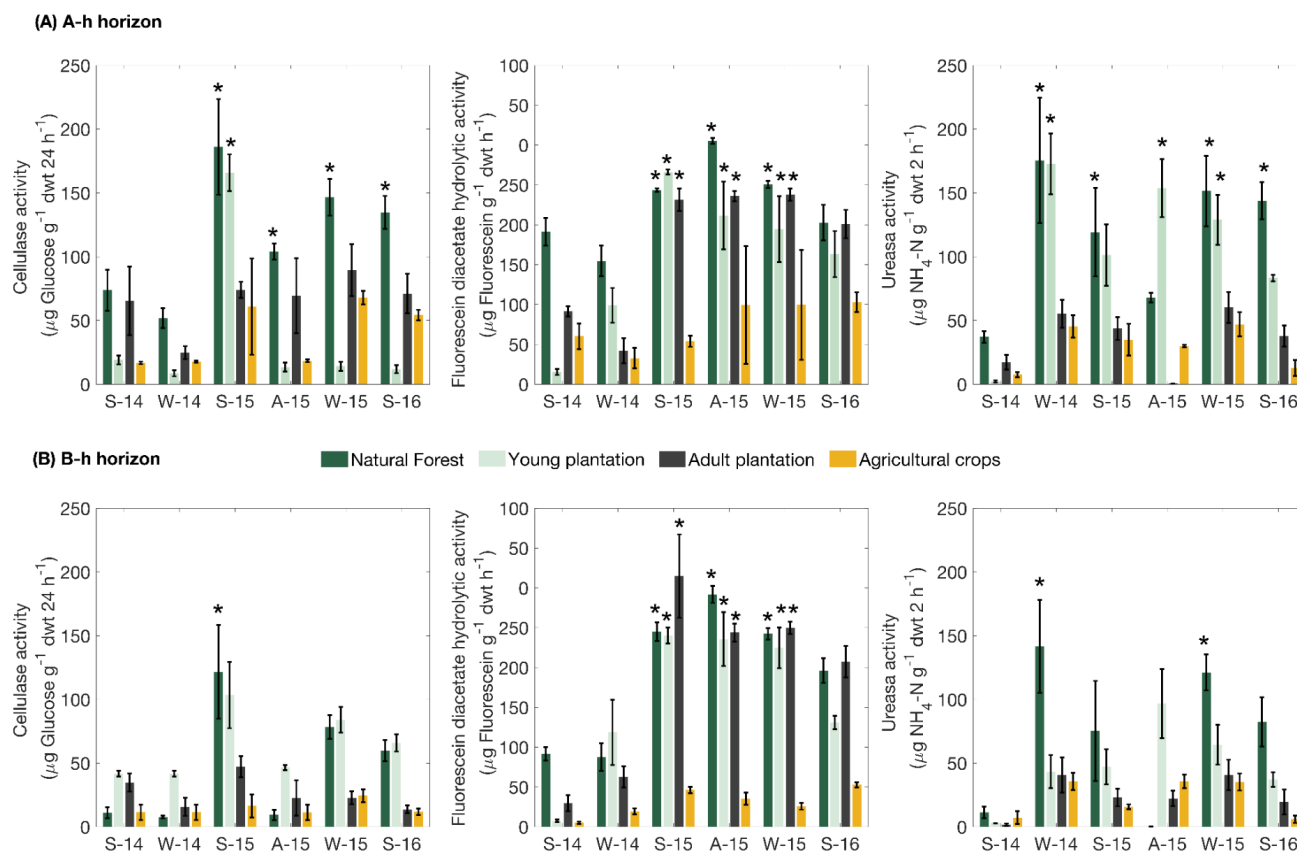 (A) A-h horizon
Cellulase activity
(μg Glucose g⁻¹ dwt 24 h⁻¹)
250
200
150
100
50
0
* * * * *
S-14 W-14 S-15 A-15 W-15 S-16
Fluorescein diacetate hydrolytic activity
(μg Fluorescein g⁻¹ dwt h⁻¹)
100
50
0
250
200
150
100
50
0
* * * * * * * * *
S-14 W-14 S-15 A-15 W-15 S-16
Ureasa activity
(μg NH₄-N g⁻¹ dwt 2 h⁻¹)
250
200
150
100
50
0
* * * * * * *
S-14 W-14 S-15 A-15 W-15 S-16
(B) B-h horizon
Natural Forest Young plantation Adult plantation Agricultural crops
Cellulase activity
(μg Glucose g⁻¹ dwt 24 h⁻¹)
250
200
150
100
50
0
*
S-14 W-14 S-15 A-15 W-15 S-16
Fluorescein diacetate hydrolytic activity
(μg Fluorescein g⁻¹ dwt h⁻¹)
100
50
0
250
200
150
100
50
0
* * * * * * * * *
S-14 W-14 S-15 A-15 W-15 S-16
Ureasa activity
(μg NH₄-N g⁻¹ dwt 2 h⁻¹)
250
200
150
100
50
0
* *
S-14 W-14 S-15 A-15 W-15 S-16